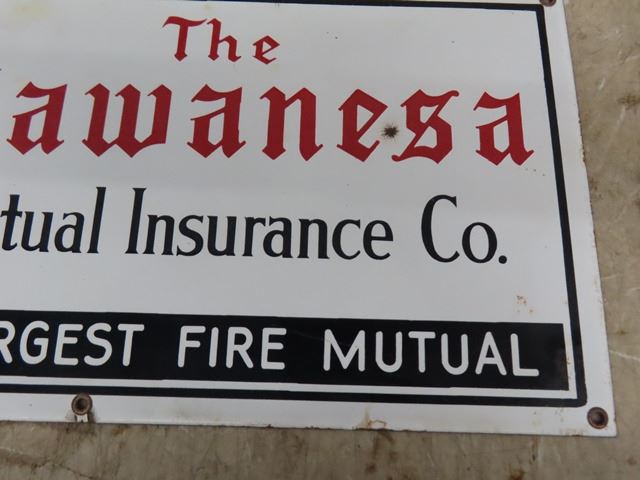 The
awanesa
tual Insurance Co.
RGEST FIRE MUTUAL